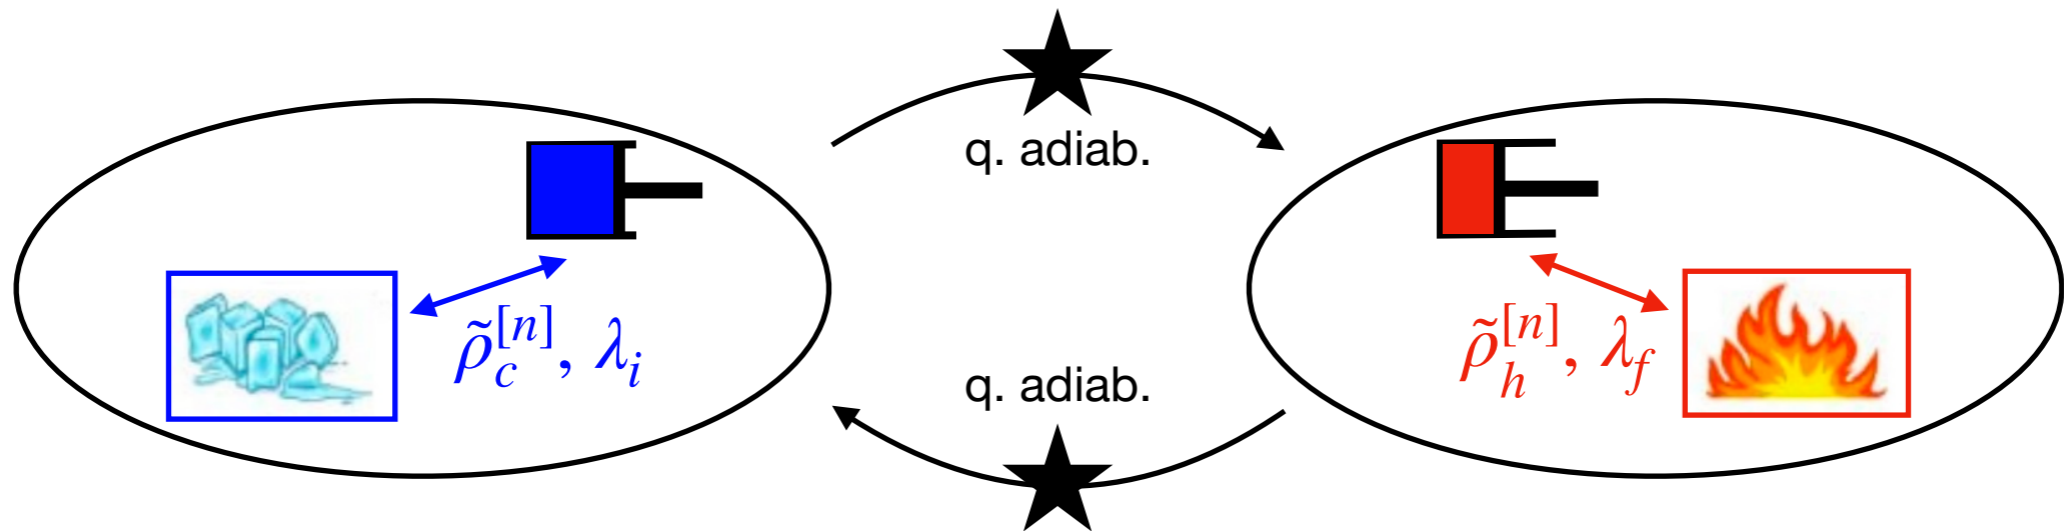 q. adiab.
ρ̃_c^{[n]}, λ_i
ρ̃_h^{[n]}, λ_f
q. adiab.